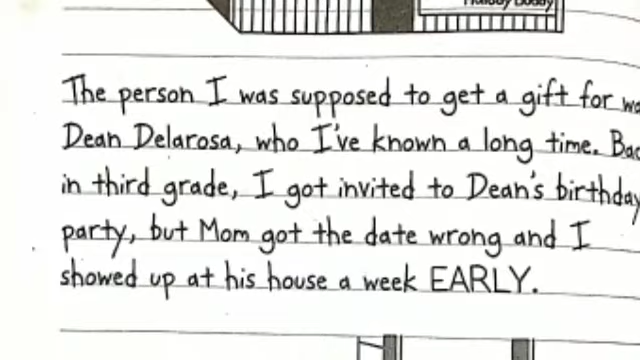 The person I was supposed to get a gift for
Dean Delarosa, who I've known a long time.
in third grade, I got invited to Dean's birthday
party, but Mom got the date wrong and I
showed up at his house a week EARLY.